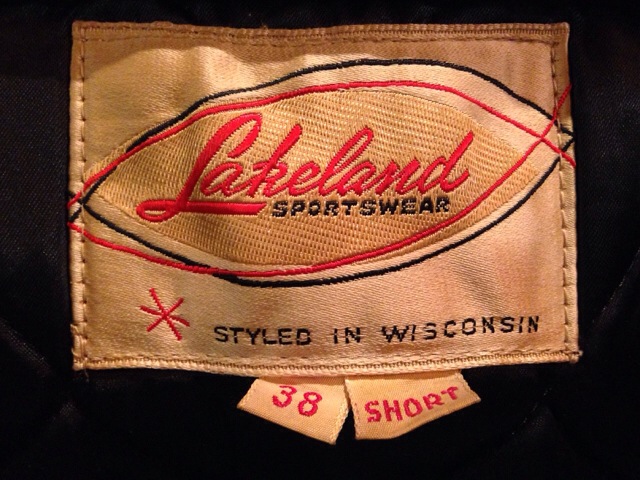 Lakeland
SPORTSWEAR
STYLED IN WISCONSIN
38
SHORT